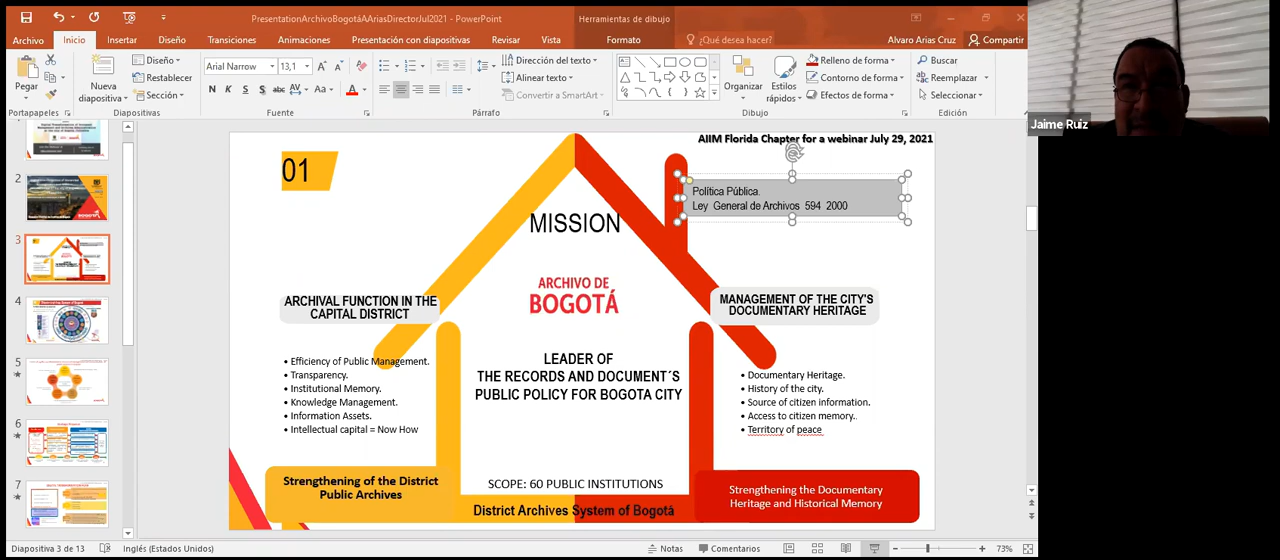 PresentationArchivoBogotáAAriasDirectorJul2021 - PowerPoint
Herramientas de dibujo
Archivo
Inicio
Insertar
Diseño
Transiciones
Animaciones
Presentación con diapositivas
Revisar
Vista
Formato
¿Qué desea hacer?
Alvaro Arias Cruz
Compartir
Pegar
Nueva
diapositiva
Diseño
Restablecer
Sección
Arial Narrow
13,1
N K S S abc AV Aa A
Dirección del texto
Alinear texto
Convertir a SmartArt
Organizar
Estilos
rápidos
Relleno de forma
Contorno de forma
Efectos de forma
Buscar
Reemplazar
Seleccionar
Portapapeles
Diapositivas
Fuente
Párrafo
Dibujo
Edición
Jaime Ruiz
2
3
4
5
6
7
AIIM Florida Chapter for a webinar July 29, 2021
01
Política Pública.
Ley General de Archivos 594 2000
MISSION
ARCHIVO DE
BOGOTÁ
ARCHIVAL FUNCTION IN THE
CAPITAL DISTRICT
MANAGEMENT OF THE CITY'S
DOCUMENTARY HERITAGE
• Efficiency of Public Management.
• Transparency.
• Institutional Memory.
• Knowledge Management.
• Information Assets.
• Intellectual capital = Now How
LEADER OF
THE RECORDS AND DOCUMENT´S
PUBLIC POLICY FOR BOGOTA CITY
• Documentary Heritage.
• History of the city.
• Source of citizen information.
• Access to citizen memory..
• Territory of peace
Strengthening of the District
Public Archives
SCOPE: 60 PUBLIC INSTITUTIONS
District Archives System of Bogotá
Strengthening the Documentary
Heritage and Historical Memory
Diapositiva 3 de 13
Inglés (Estados Unidos)
Notas
Comentarios
73%